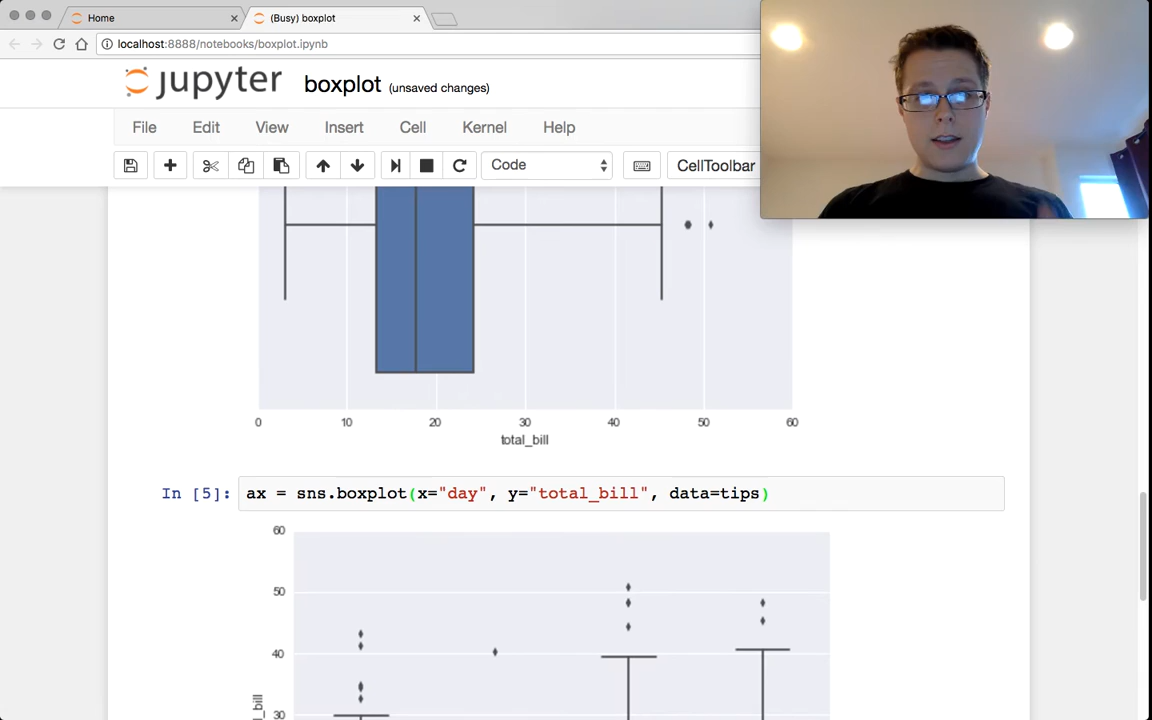 Home
(Busy) boxplot
localhost:8888/notebooks/boxplot.ipynb
jupyter boxplot (unsaved changes)
File Edit View Insert Cell Kernel Help
Code CellToolbar
0 10 20 30 40 50 60
total_bill
In [5]: ax = sns.boxplot(x="day", y="total_bill", data=tips)
60
50
40
30